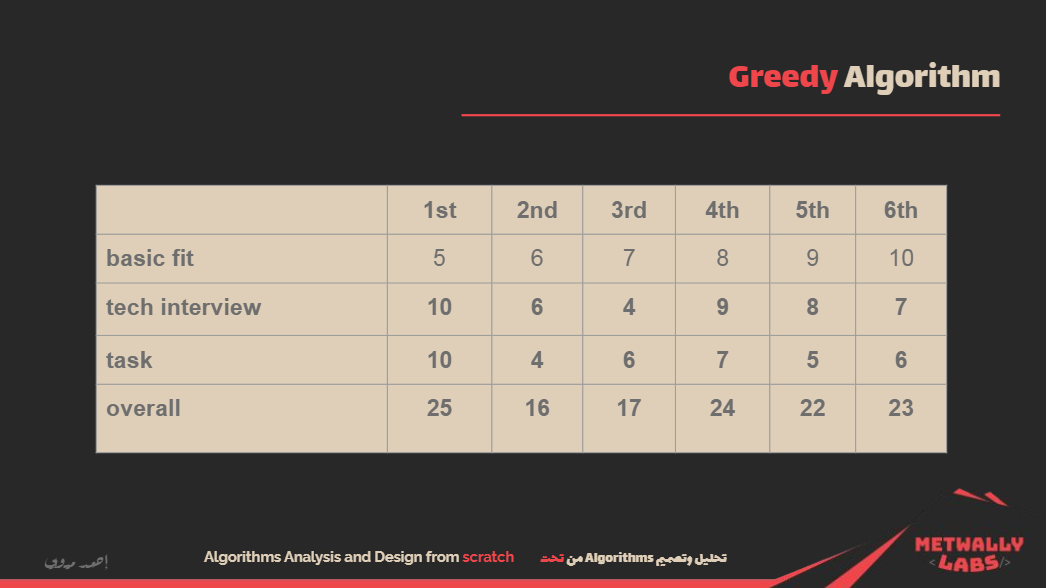 Greedy Algorithm
1st 2nd 3rd 4th 5th 6th
basic fit 5 6 7 8 9 10
tech interview 10 6 4 9 8 7
task 10 4 6 7 5 6
overall 25 16 17 24 22 23
Algorithms Analysis and Design from scratch
تحليل وتصميم Algorithms من تحت
METWALLY
<LABS/>